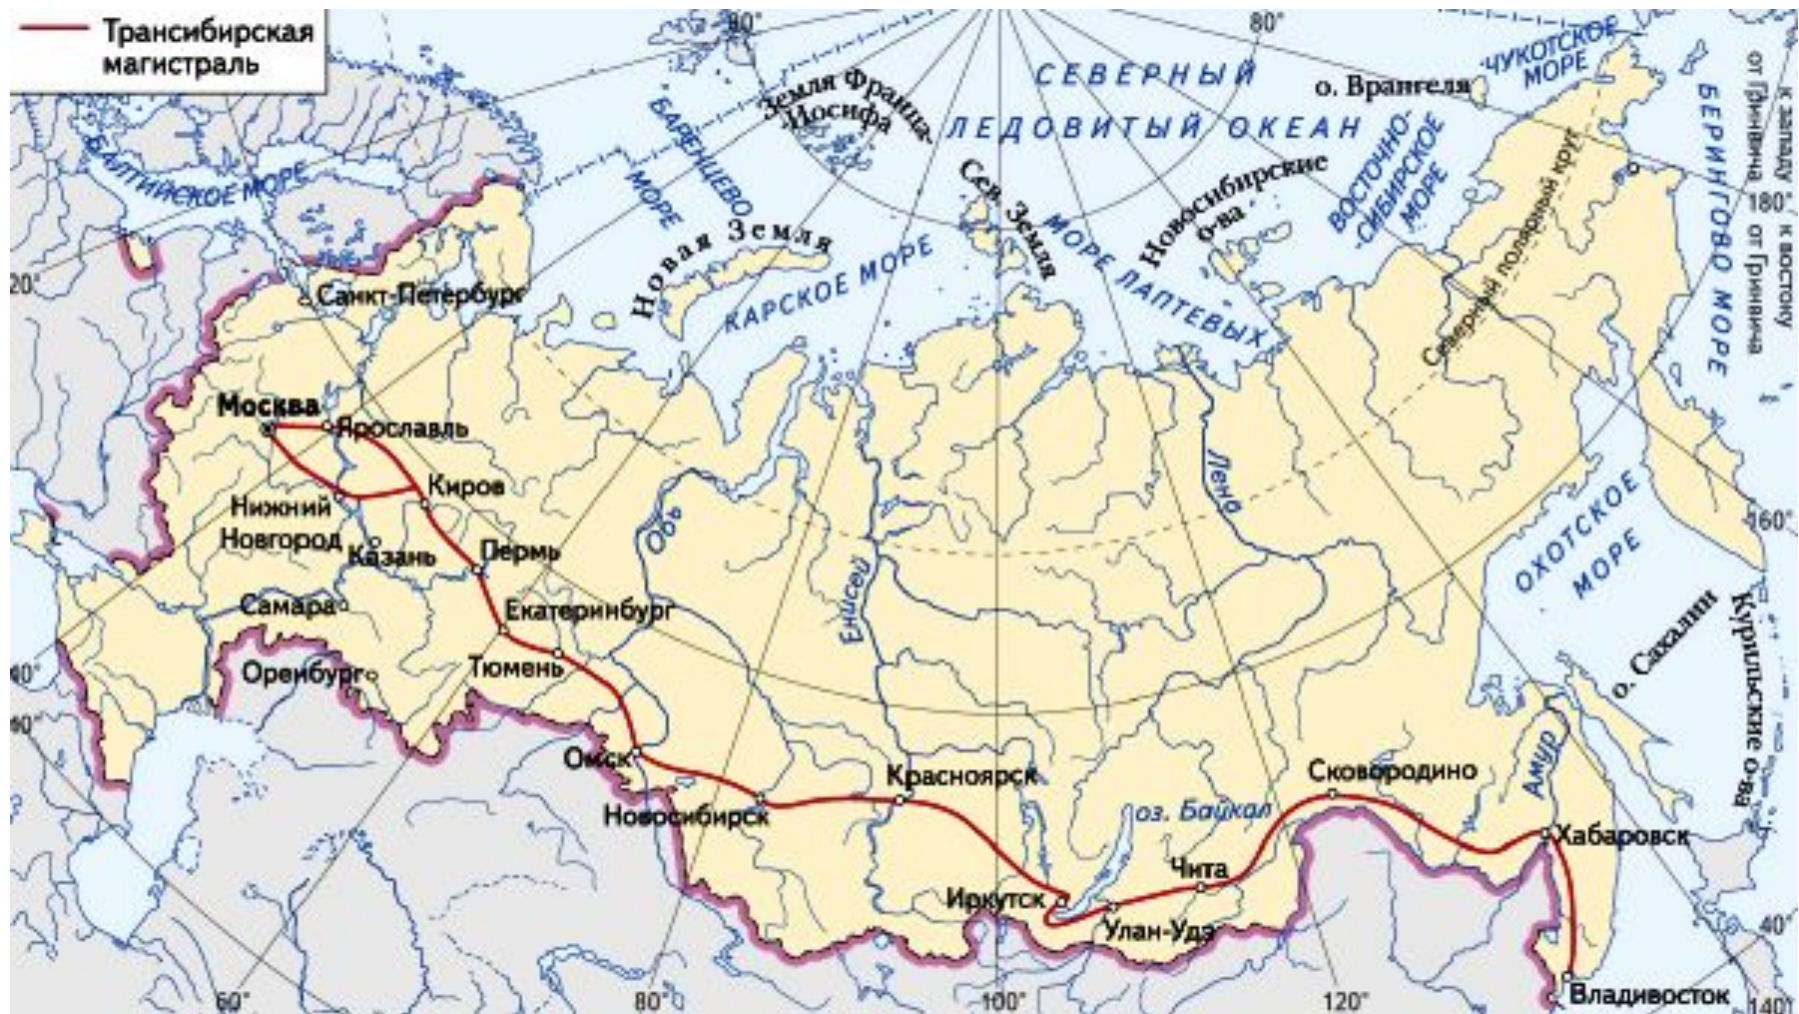 Трансибирская
магистраль
80°
80°
СЕВЕРНЫЙ
ЛЕДОВИТЫЙ ОКЕАН
ЧУКОТСКОЕ
МОРЕ
о. Врангеля
БЕРИНГОВО МОРЕ
к западу
от Гринвича
180°
к востоку
от Гринвича
Земля Франца-
Иосифа
БАРЕНЦЕВО
МОРЕ
БАЛТИЙСКОЕ МОРЕ
Сев. Земля
Новосибирские
о-ва
ВОСТОЧНО-
-СИБИРСКОЕ
МОРЕ
Северный полярный круг
Новая Земля
КАРСКОЕ МОРЕ
МОРЕ ЛАПТЕВЫХ
20°
Санкт-Петербург
Москва
Ярославль
Киров
Нижний
Новгород
Казань
Пермь
Обь
Енисей
Лена
ОХОТСКОЕ
МОРЕ
160°
Самара
Екатеринбург
Оренбург
Тюмень
о. Сахалин
Курильские о-ва
40°
40°
Омск
Новосибирск
Красноярск
оз. Байкал
Сковородино
Амур
Хабаровск
Чита
Иркутск
Улан-Удэ
Владивосток
60°
80°
100°
120°
140°
40°